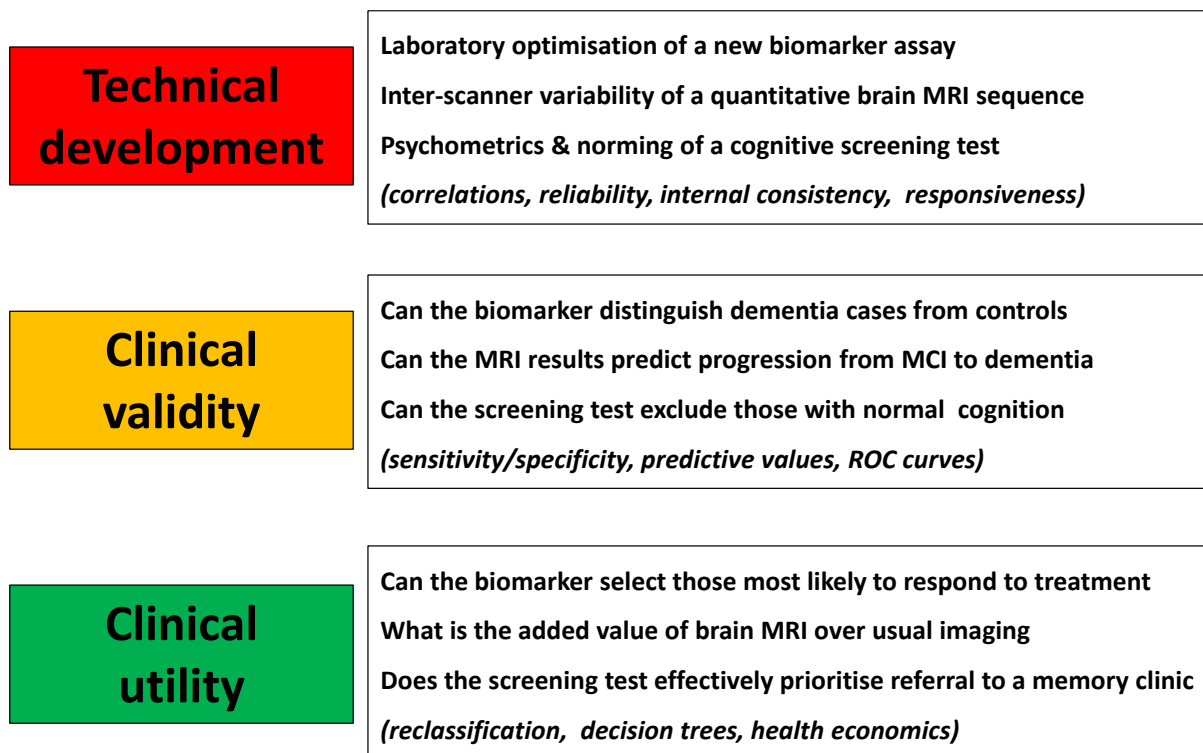 Technical
development
Laboratory optimisation of a new biomarker assay
Inter-scanner variability of a quantitative brain MRI sequence
Psychometrics & norming of a cognitive screening test
(correlations, reliability, internal consistency,  responsiveness)
Clinical
validity
Can the biomarker distinguish dementia cases from controls
Can the MRI results predict progression from MCI to dementia
Can the screening test exclude those with normal  cognition
(sensitivity/specificity, predictive values, ROC curves)
Clinical
utility
Can the biomarker select those most likely to respond to treatment
What is the added value of brain MRI over usual imaging
Does the screening test effectively prioritise referral to a memory clinic
(reclassification,  decision trees, health economics)